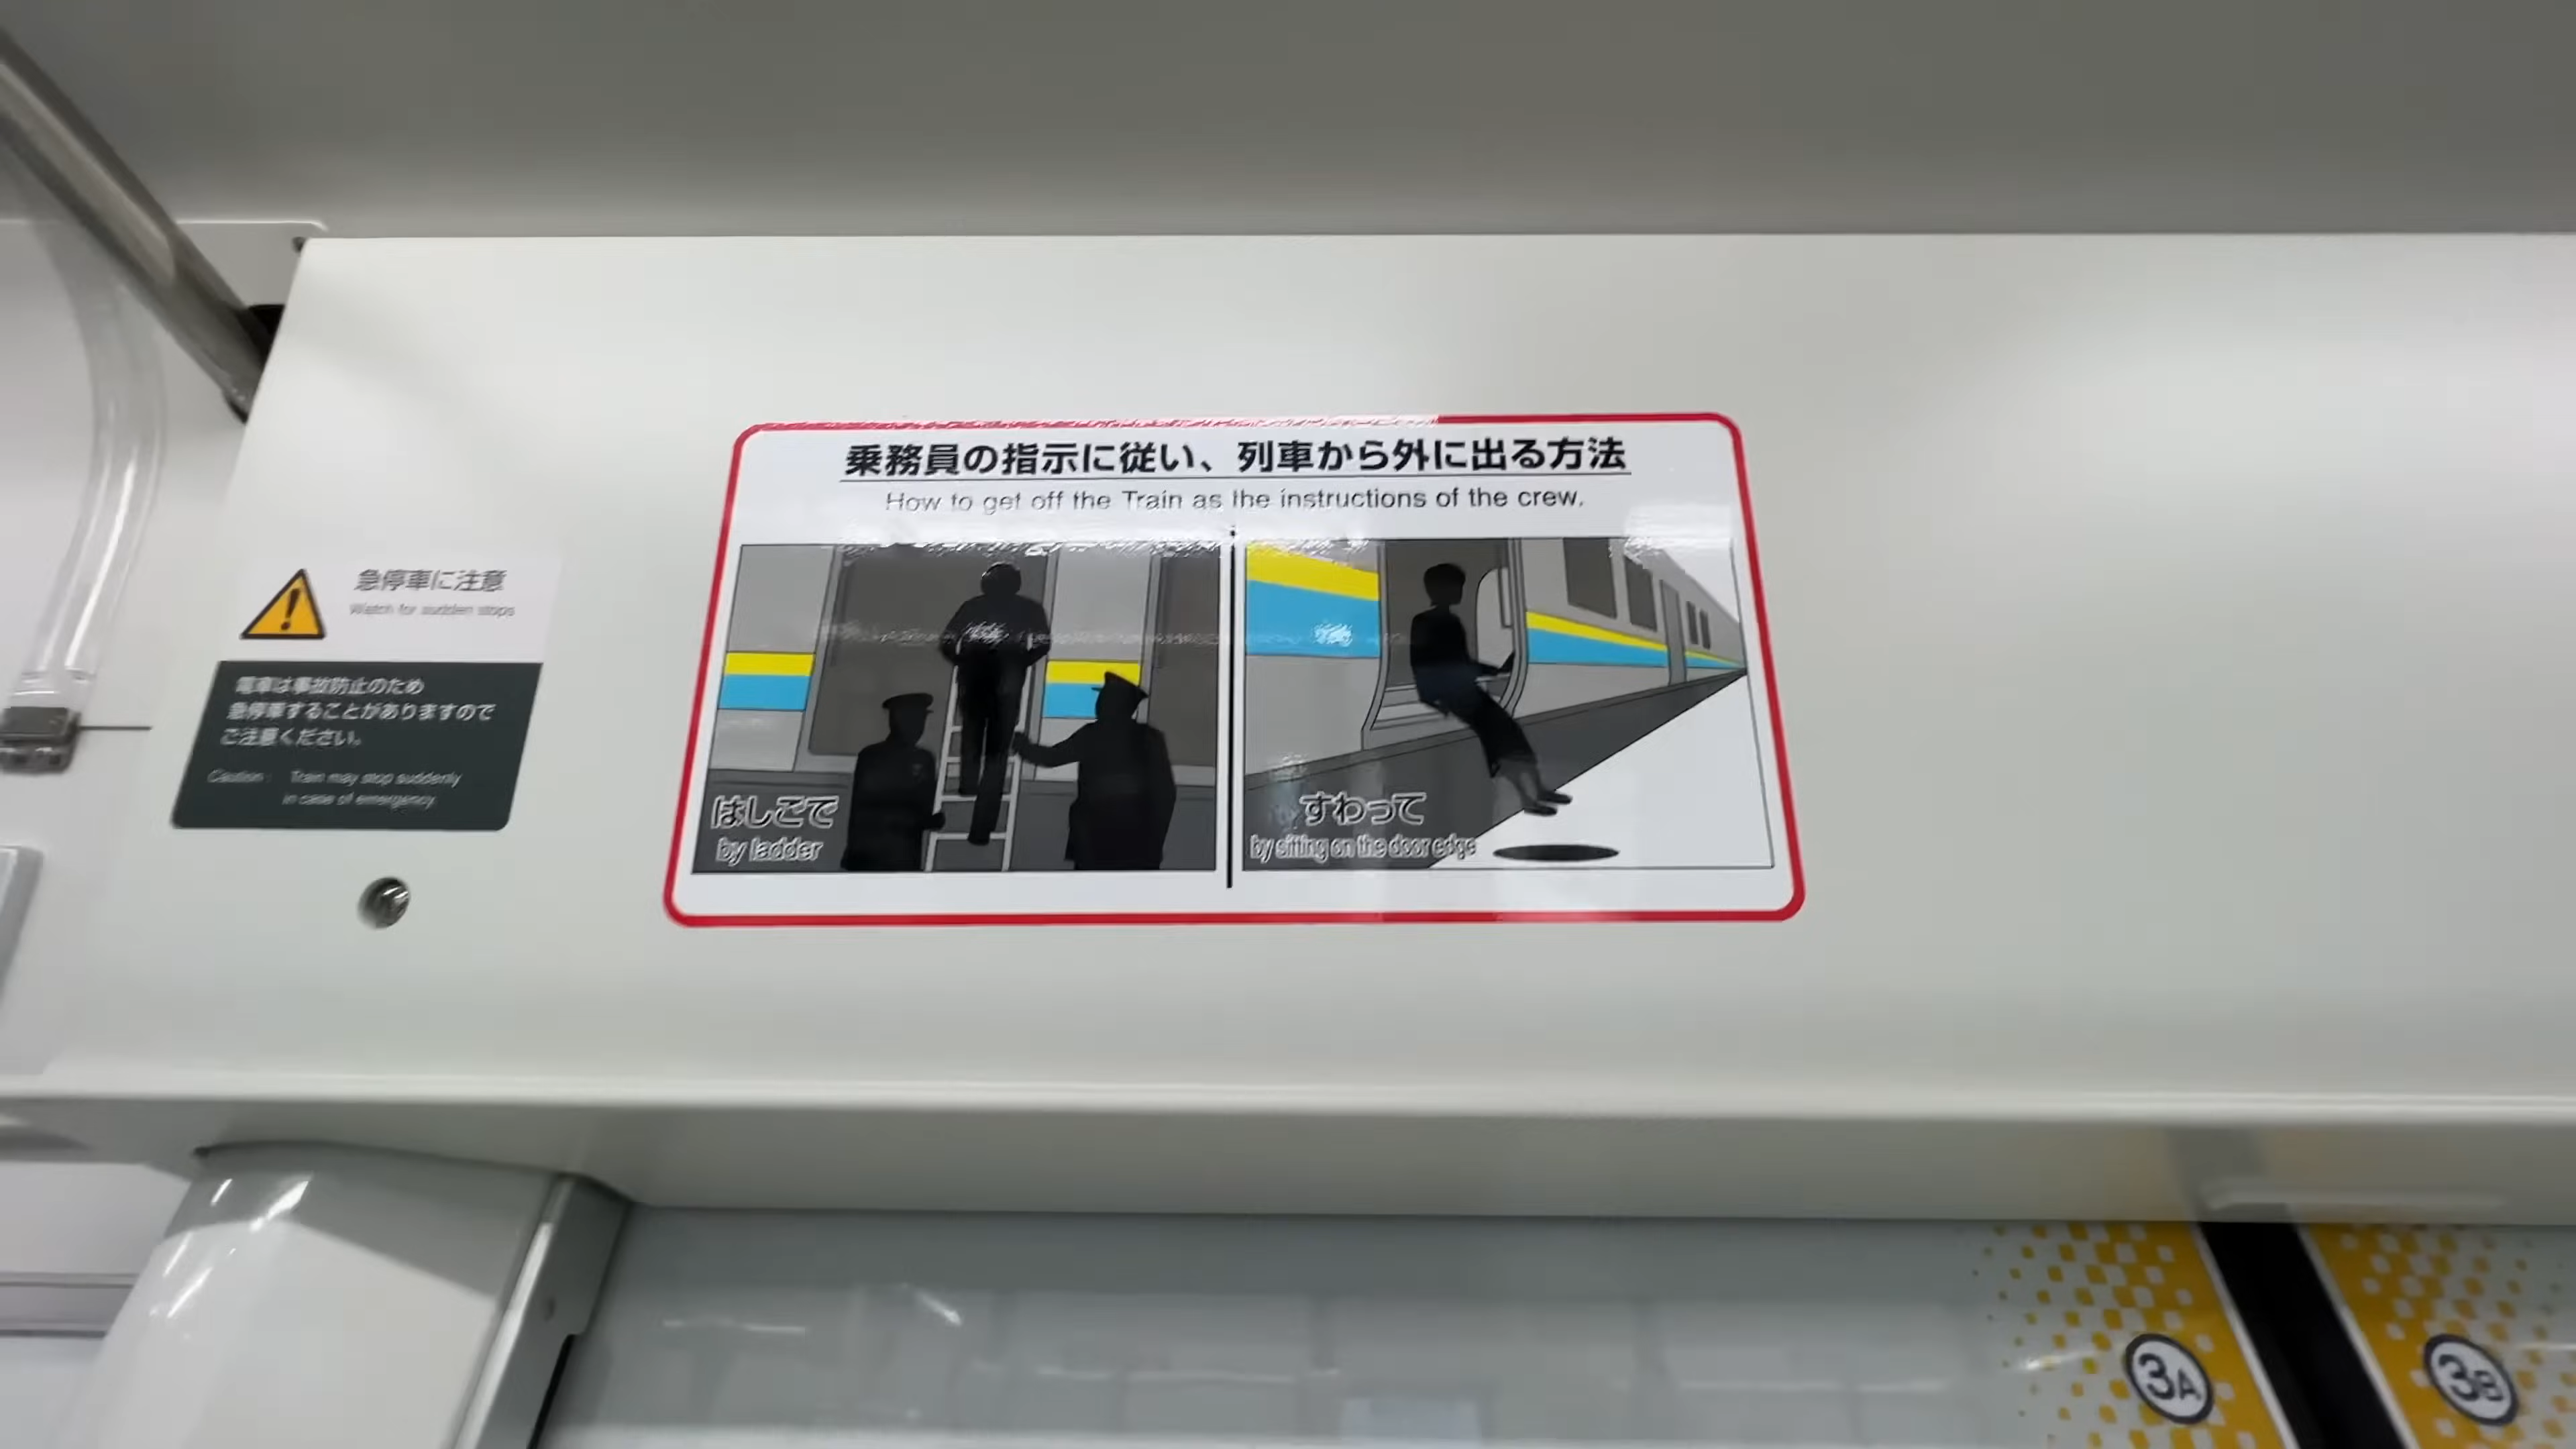 乗務員の指示に従い、列車から外に出る方法
How to get off the Train as the instructions of the crew.
はしごで
by ladder
すわって
by sitting on the door edge
急停車に注意
Watch for sudden stops
電車は事故防止のため
急停車することがありますので
ご注意ください。
Caution : Train may stop suddenly
in case of emergency.
3A
3B